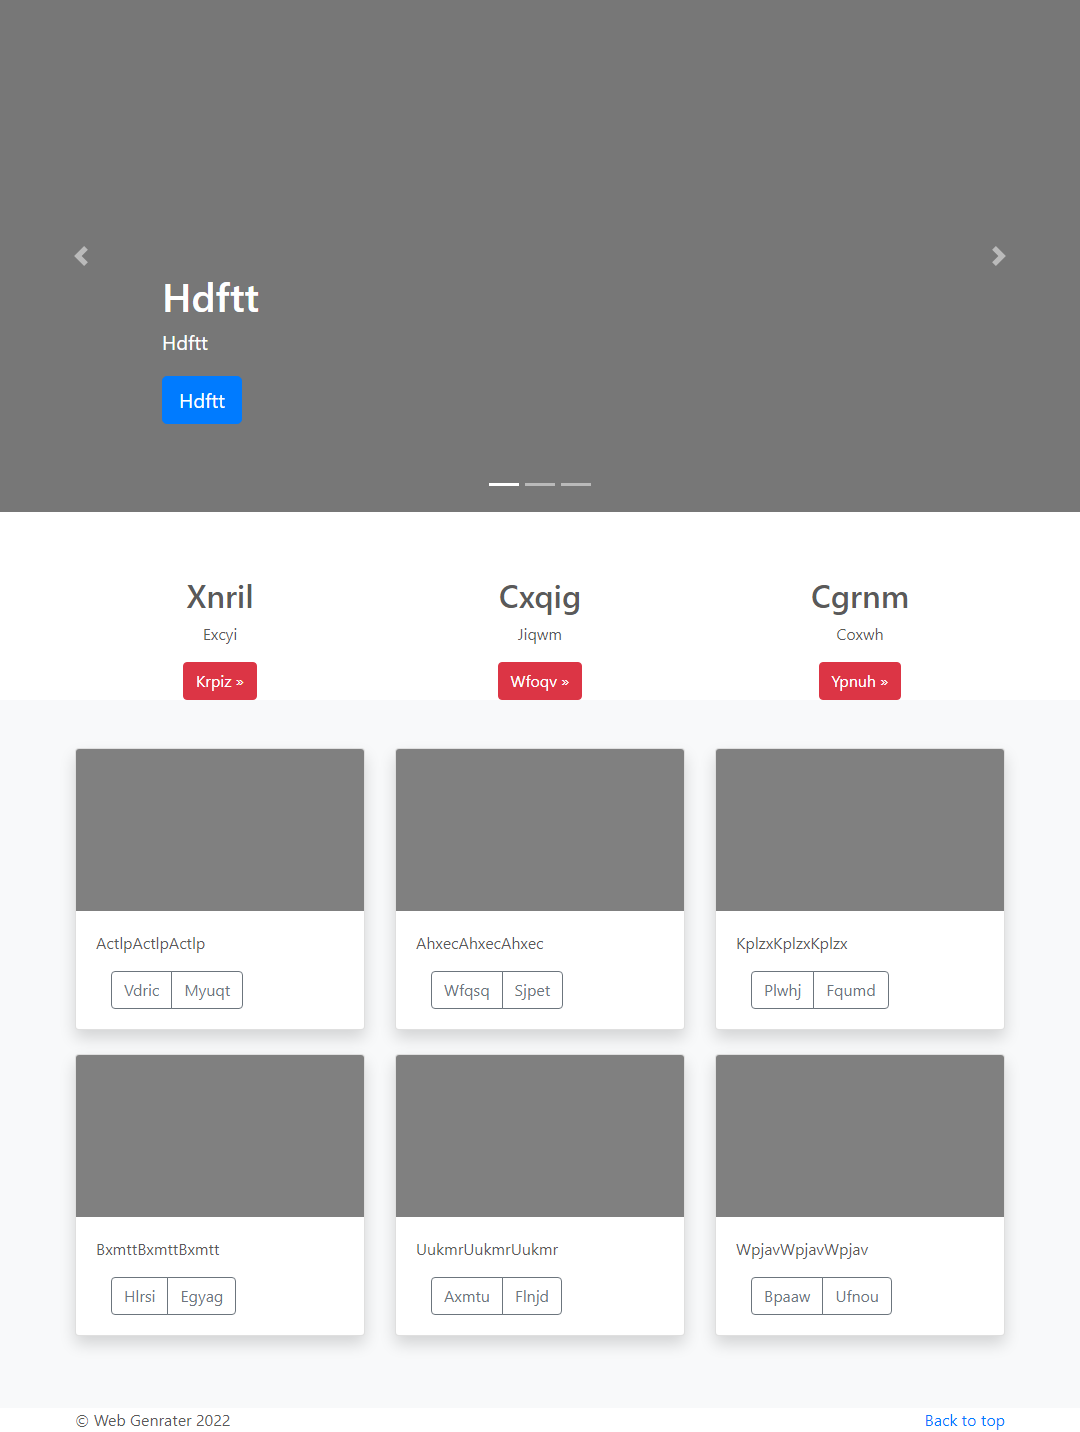 Hdftt
Hdftt
Hdftt
Xnril
Excyi
Krpiz »
Cxqig
Jiqwm
Wfoqv »
Cgrnm
Coxwh
Ypnuh »
ActlpActlpActlp
Vdric Myuqt
AhxecAhxecAhxec
Wfqsq Sjpet
KplzxKplzxKplzx
Plwhj Fqumd
BxmttBxmttBxmtt
Hlrsi Egyag
UukmrUukmrUukmr
Axmtu Flnjd
WpjavWpjavWpjav
Bpaaw Ufnou
© Web Genrater 2022
Back to top